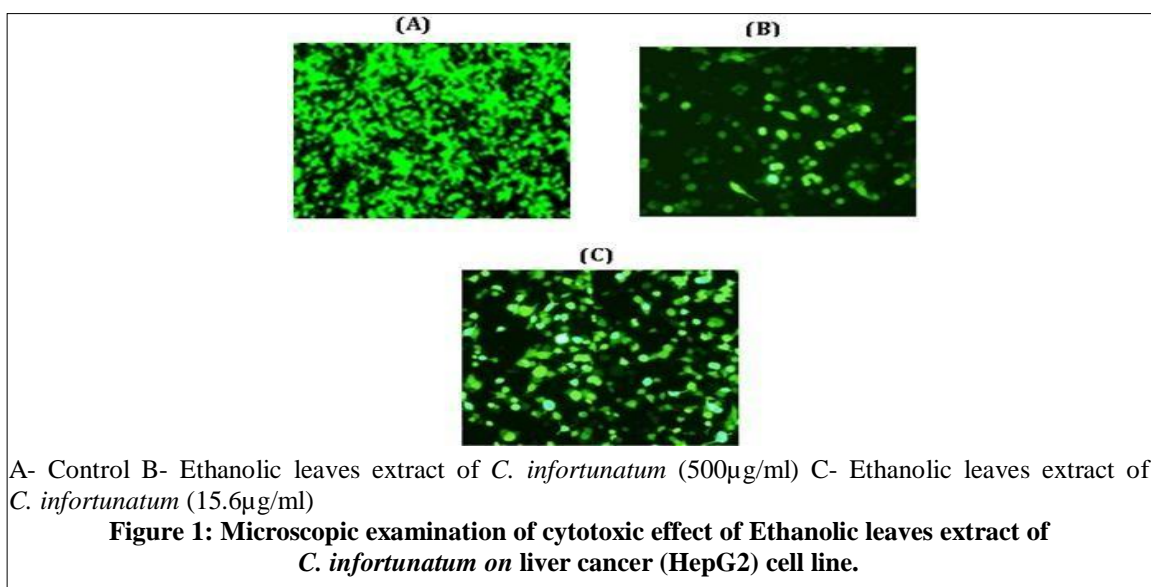 (A)
(B)
(C)
A- Control B- Ethanolic leaves extract of C. infortunatum (500µg/ml) C- Ethanolic leaves extract of
C. infortunatum (15.6µg/ml)
Figure 1: Microscopic examination of cytotoxic effect of Ethanolic leaves extract of
C. infortunatum on liver cancer (HepG2) cell line.